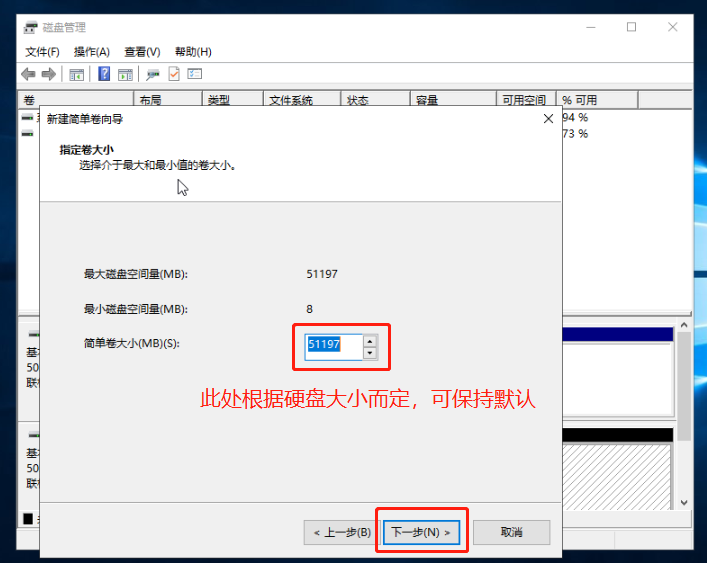 磁盘管理
文件(F) 操作(A) 查看(V) 帮助(H)
卷 布局 类型 文件系统 状态 容量 可用空间 % 可用
94 %
73 %
新建简单卷向导
指定卷大小
选择介于最大和最小值的卷大小。
最大磁盘空间量(MB): 51197
最小磁盘空间量(MB): 8
简单卷大小(MB)(S): 51197
此处根据硬盘大小而定，可保持默认
基
50
联
基
50
联
< 上一步(B) 下一步(N) > 取消